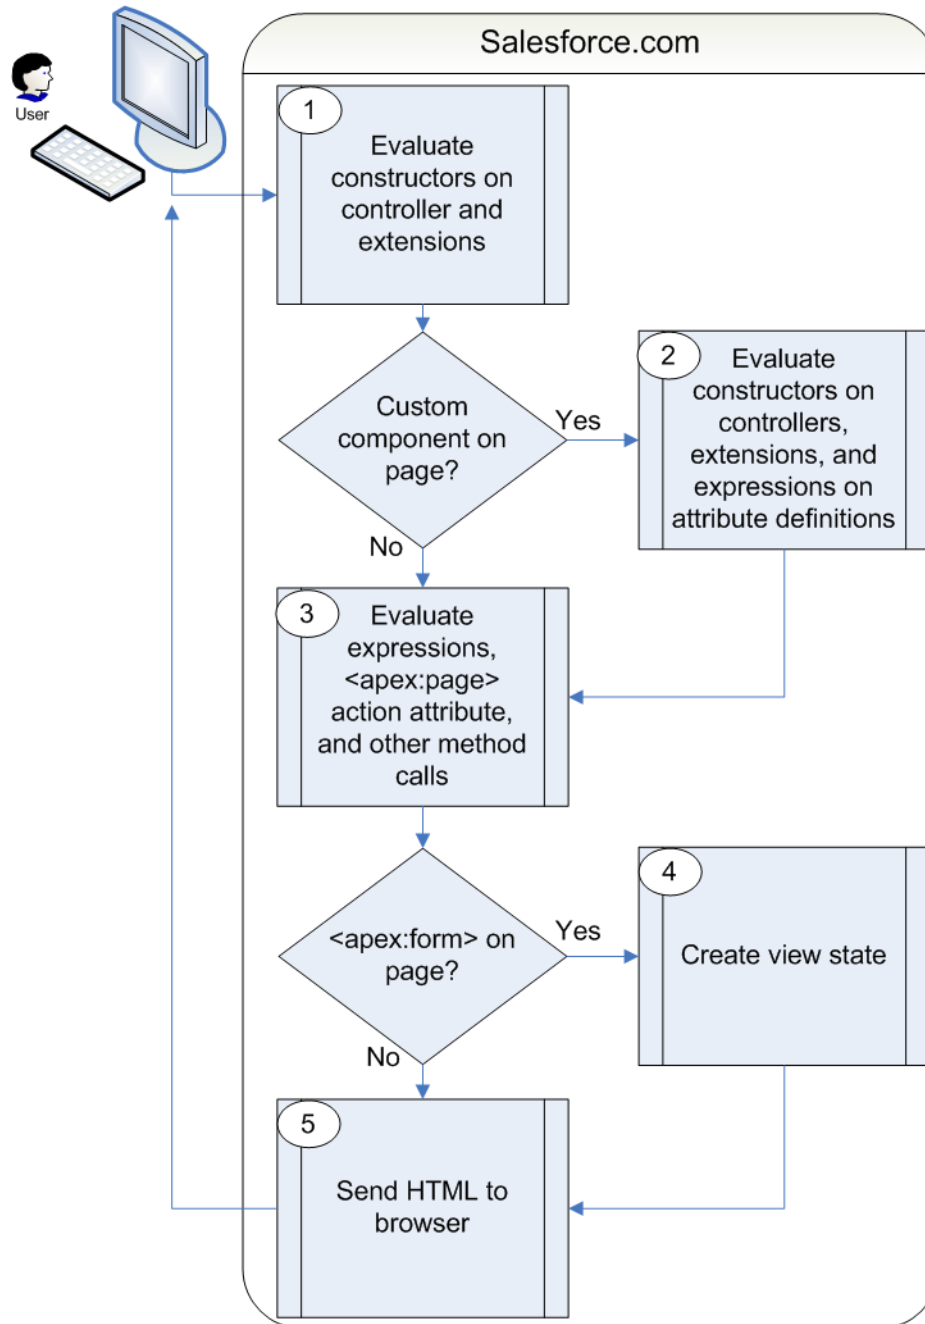 Salesforce.com
User
1
Evaluate
constructors on
controller and
extensions
2
Evaluate
constructors on
controllers,
extensions, and
expressions on
attribute definitions
Custom
component on
page?
Yes
No
3
Evaluate
expressions,
<apex:page>
action attribute,
and other method
calls
4
Create view state
<apex:form> on
page?
Yes
No
5
Send HTML to
browser